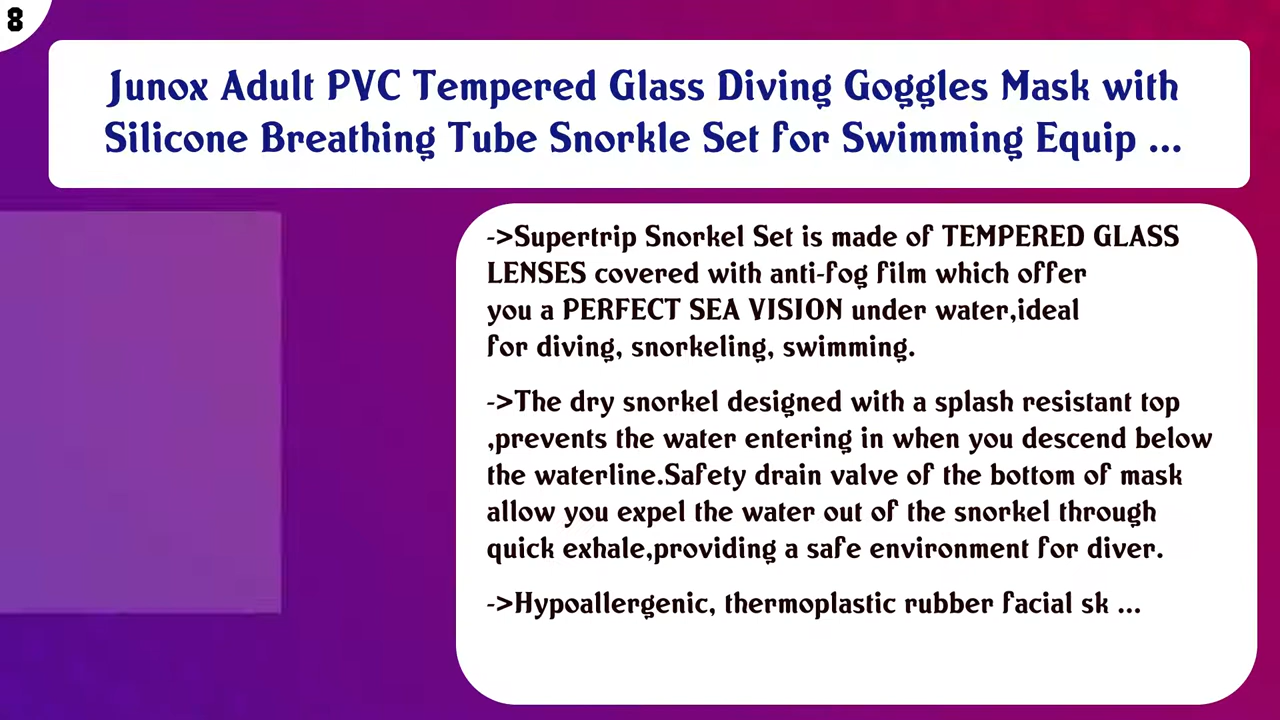 8
Junox Adult PVC Tempered Glass Diving Goggles Mask with
Silicone Breathing Tube Snorkle Set for Swimming Equip ...
->Supertrip Snorkel Set is made of TEMPERED GLASS
LENSES covered with anti-fog film which offer
you a PERFECT SEA VISION under water,ideal
for diving, snorkeling, swimming.
->The dry snorkel designed with a splash resistant top
,prevents the water entering in when you descend below
the waterline.Safety drain valve of the bottom of mask
allow you expel the water out of the snorkel through
quick exhale,providing a safe environment for diver.
->Hypoallergenic, thermoplastic rubber facial sk ...